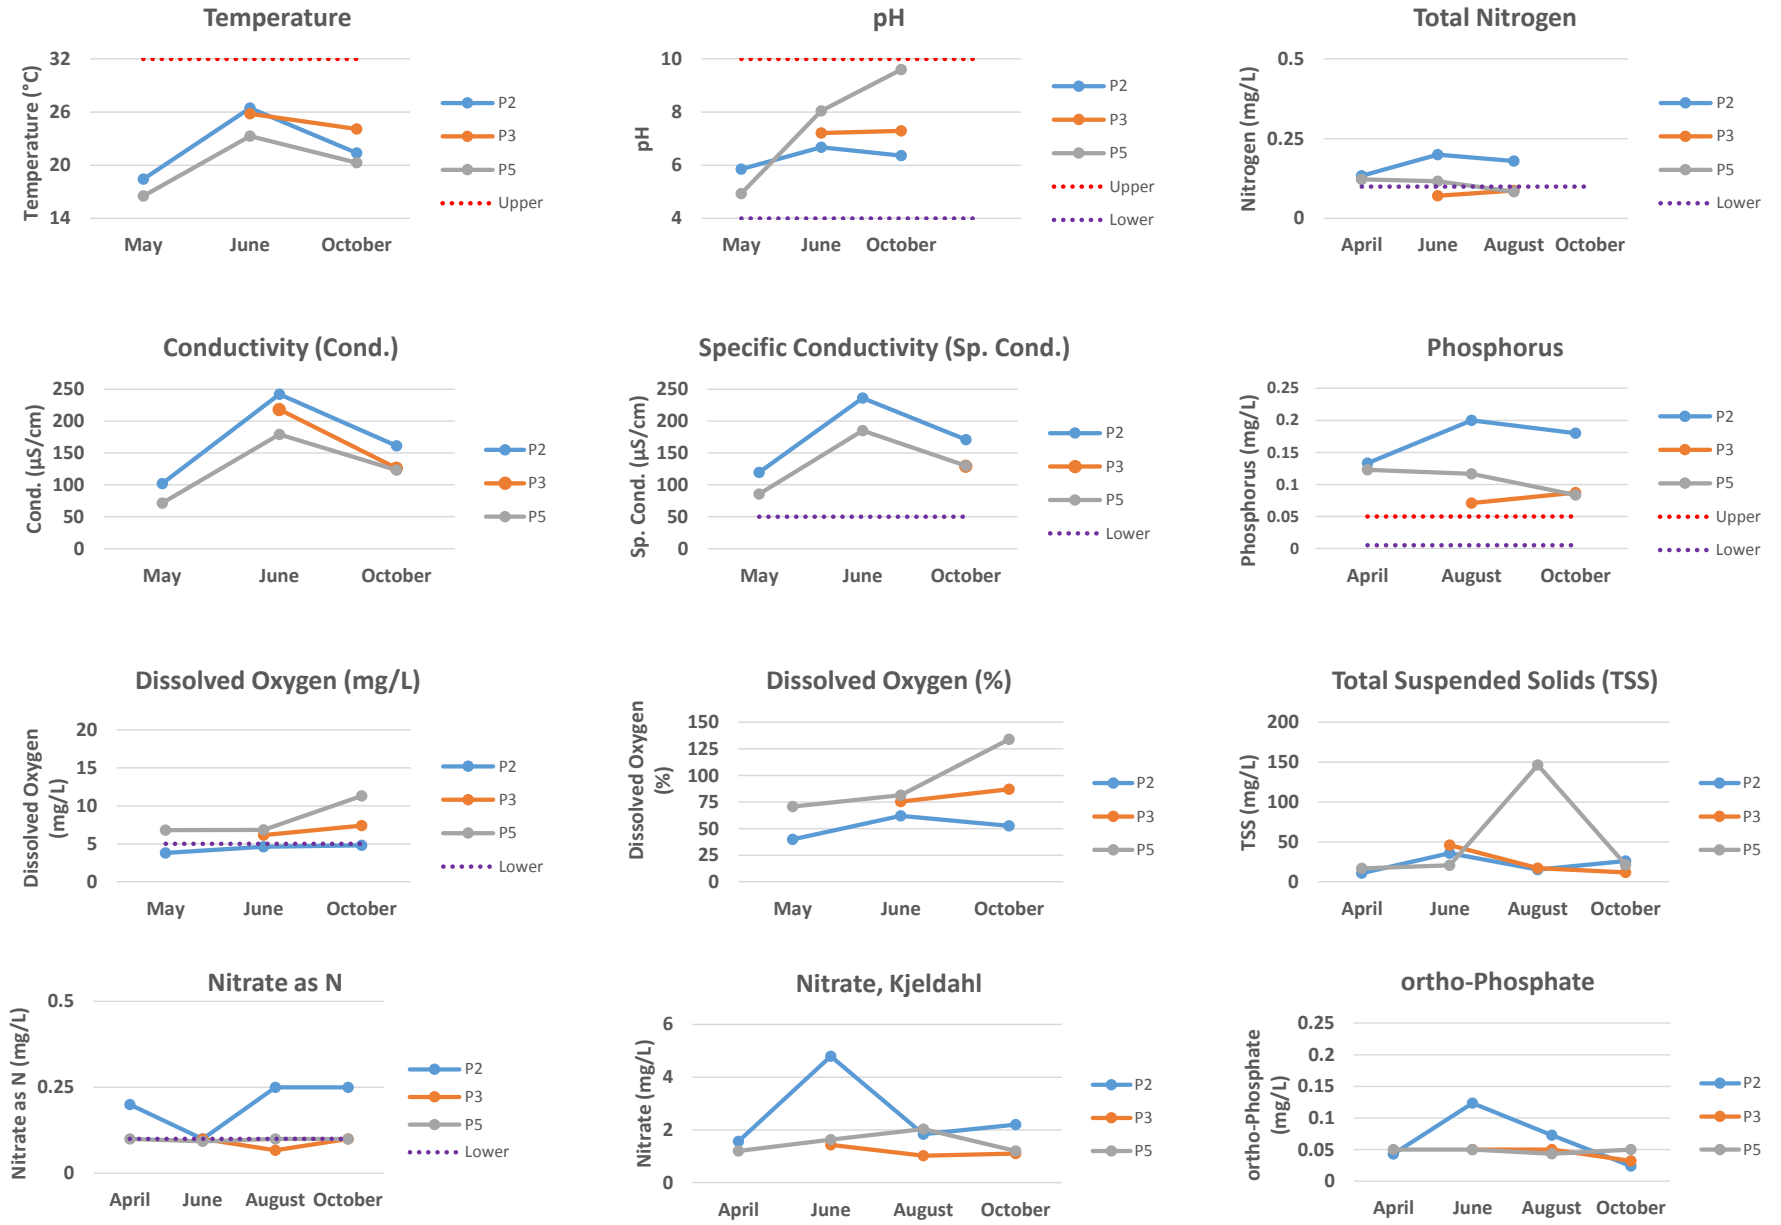 Temperature
Temperature (°C)
32
26
20
14
May June October
P2
P3
P5
Upper
pH
pH
10
8
6
4
May June October
P2
P3
P5
Upper
Lower
Total Nitrogen
Nitrogen (mg/L)
0.5
0.25
0
April June August October
P2
P3
P5
Lower
Conductivity (Cond.)
Cond. (µS/cm)
250
200
150
100
50
0
May June October
P2
P3
P5
Specific Conductivity (Sp. Cond.)
Sp. Cond. (µS/cm)
250
200
150
100
50
0
May June October
P2
P3
P5
Lower
Phosphorus
Phosphorus (mg/L)
0.25
0.2
0.15
0.1
0.05
0
April August October
P2
P3
P5
Upper
Lower
Dissolved Oxygen (mg/L)
Dissolved Oxygen
(mg/L)
20
15
10
5
0
May June October
P2
P3
P5
Lower
Dissolved Oxygen (%)
Dissolved Oxygen
(%)
150
125
100
75
50
25
0
May June October
P2
P3
P5
Total Suspended Solids (TSS)
TSS (mg/L)
200
150
100
50
0
April June August October
P2
P3
P5
Nitrate as N
Nitrate as N (mg/L)
0.5
0.25
0
April June August October
P2
P3
P5
Lower
Nitrate, Kjeldahl
Nitrate (mg/L)
6
4
2
0
April June August October
P2
P3
P5
ortho-Phosphate
ortho-Phosphate
(mg/L)
0.25
0.2
0.15
0.1
0.05
0
April June August October
P2
P3
P5